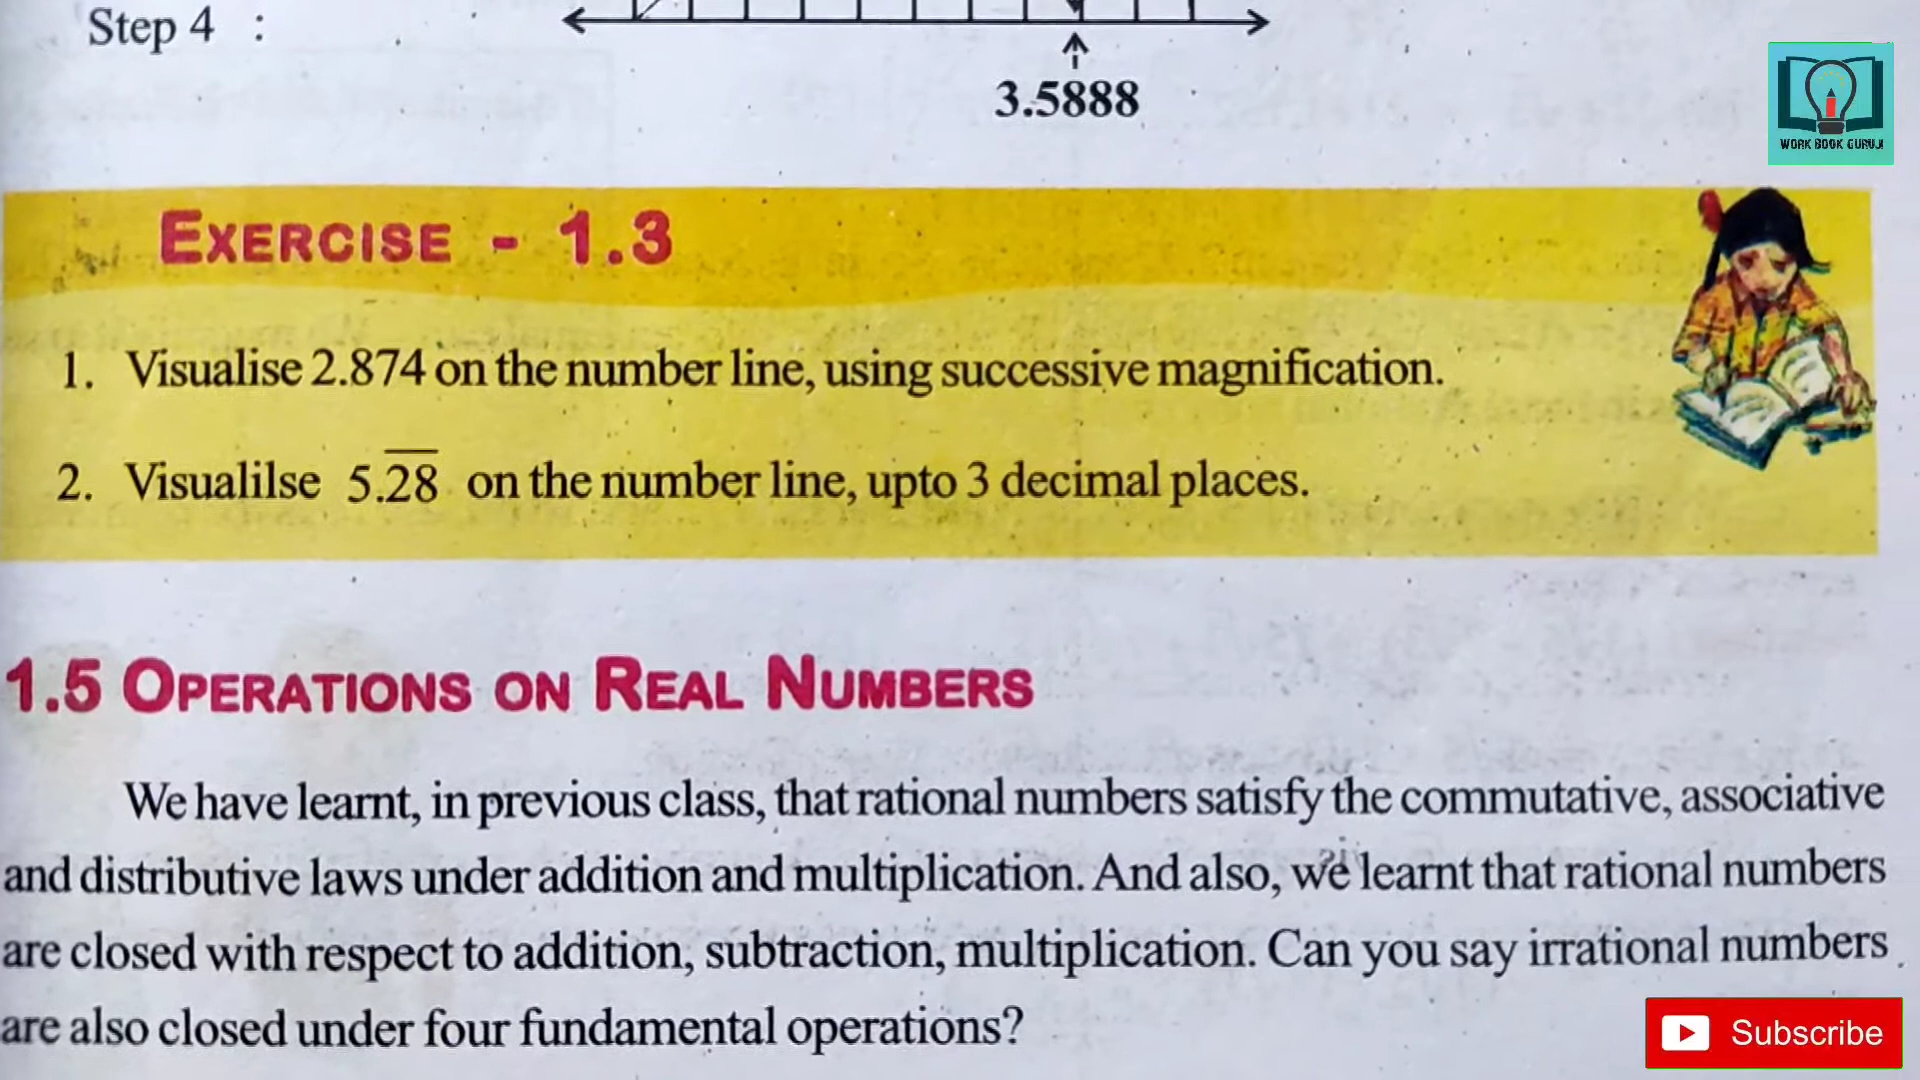 Step 4 :
3.5888
WORK BOOK GURUJI
EXERCISE - 1.3
1. Visualise 2.874 on the number line, using successive magnification.
2. Visualilse 5.2̅8̅ on the number line, upto 3 decimal places.
1.5 OPERATIONS ON REAL NUMBERS
We have learnt, in previous class, that rational numbers satisfy the commutative, associative
and distributive laws under addition and multiplication. And also, we learnt that rational numbers
are closed with respect to addition, subtraction, multiplication. Can you say irrational numbers
are also closed under four fundamental operations?
Subscribe